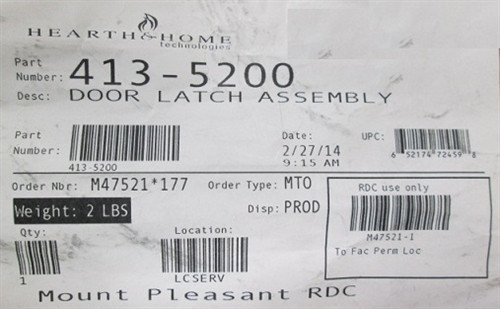 HEARTH & HOME
technologies
Part
Number: 413-5200
Desc: DOOR LATCH ASSEMBLY
Part Date: UPC:
Number: 2/27/14
413-5200 9:15 AM 6 52174 72459 8
Order Nbr: M47521*177 Order Type: MTO RDC use only
Weight: 2 LBS Disp: PROD
Qty: Location: M47521-1
To Fac Perm Loc
1 LCSERV
Mount Pleasant RDC